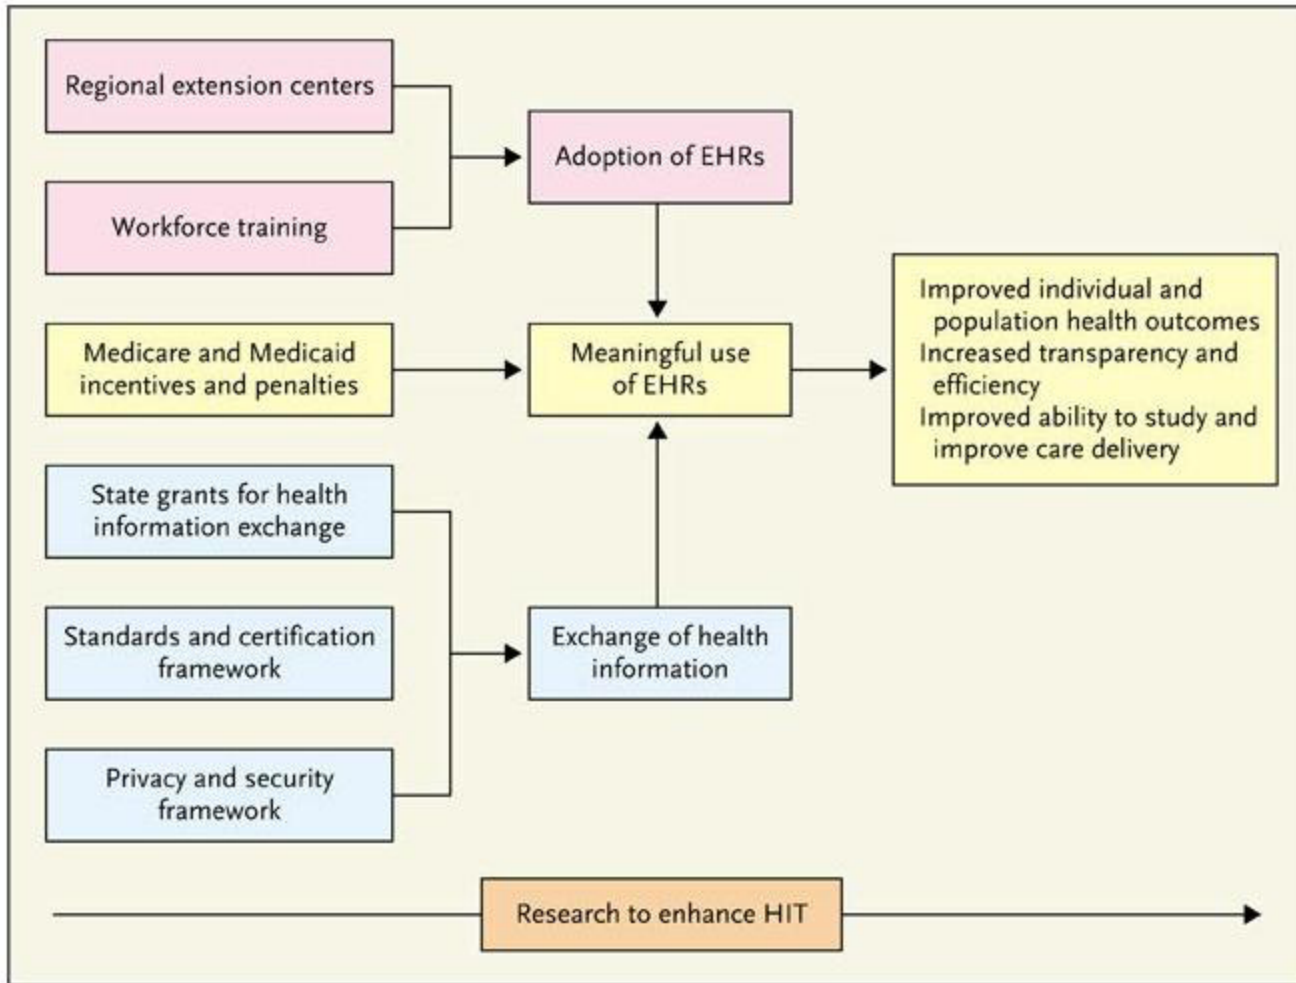 Regional extension centers
Workforce training
Adoption of EHRs
Medicare and Medicaid
incentives and penalties
Meaningful use
of EHRs
Improved individual and
population health outcomes
Increased transparency and
efficiency
Improved ability to study and
improve care delivery
State grants for health
information exchange
Standards and certification
framework
Privacy and security
framework
Exchange of health
information
Research to enhance HIT